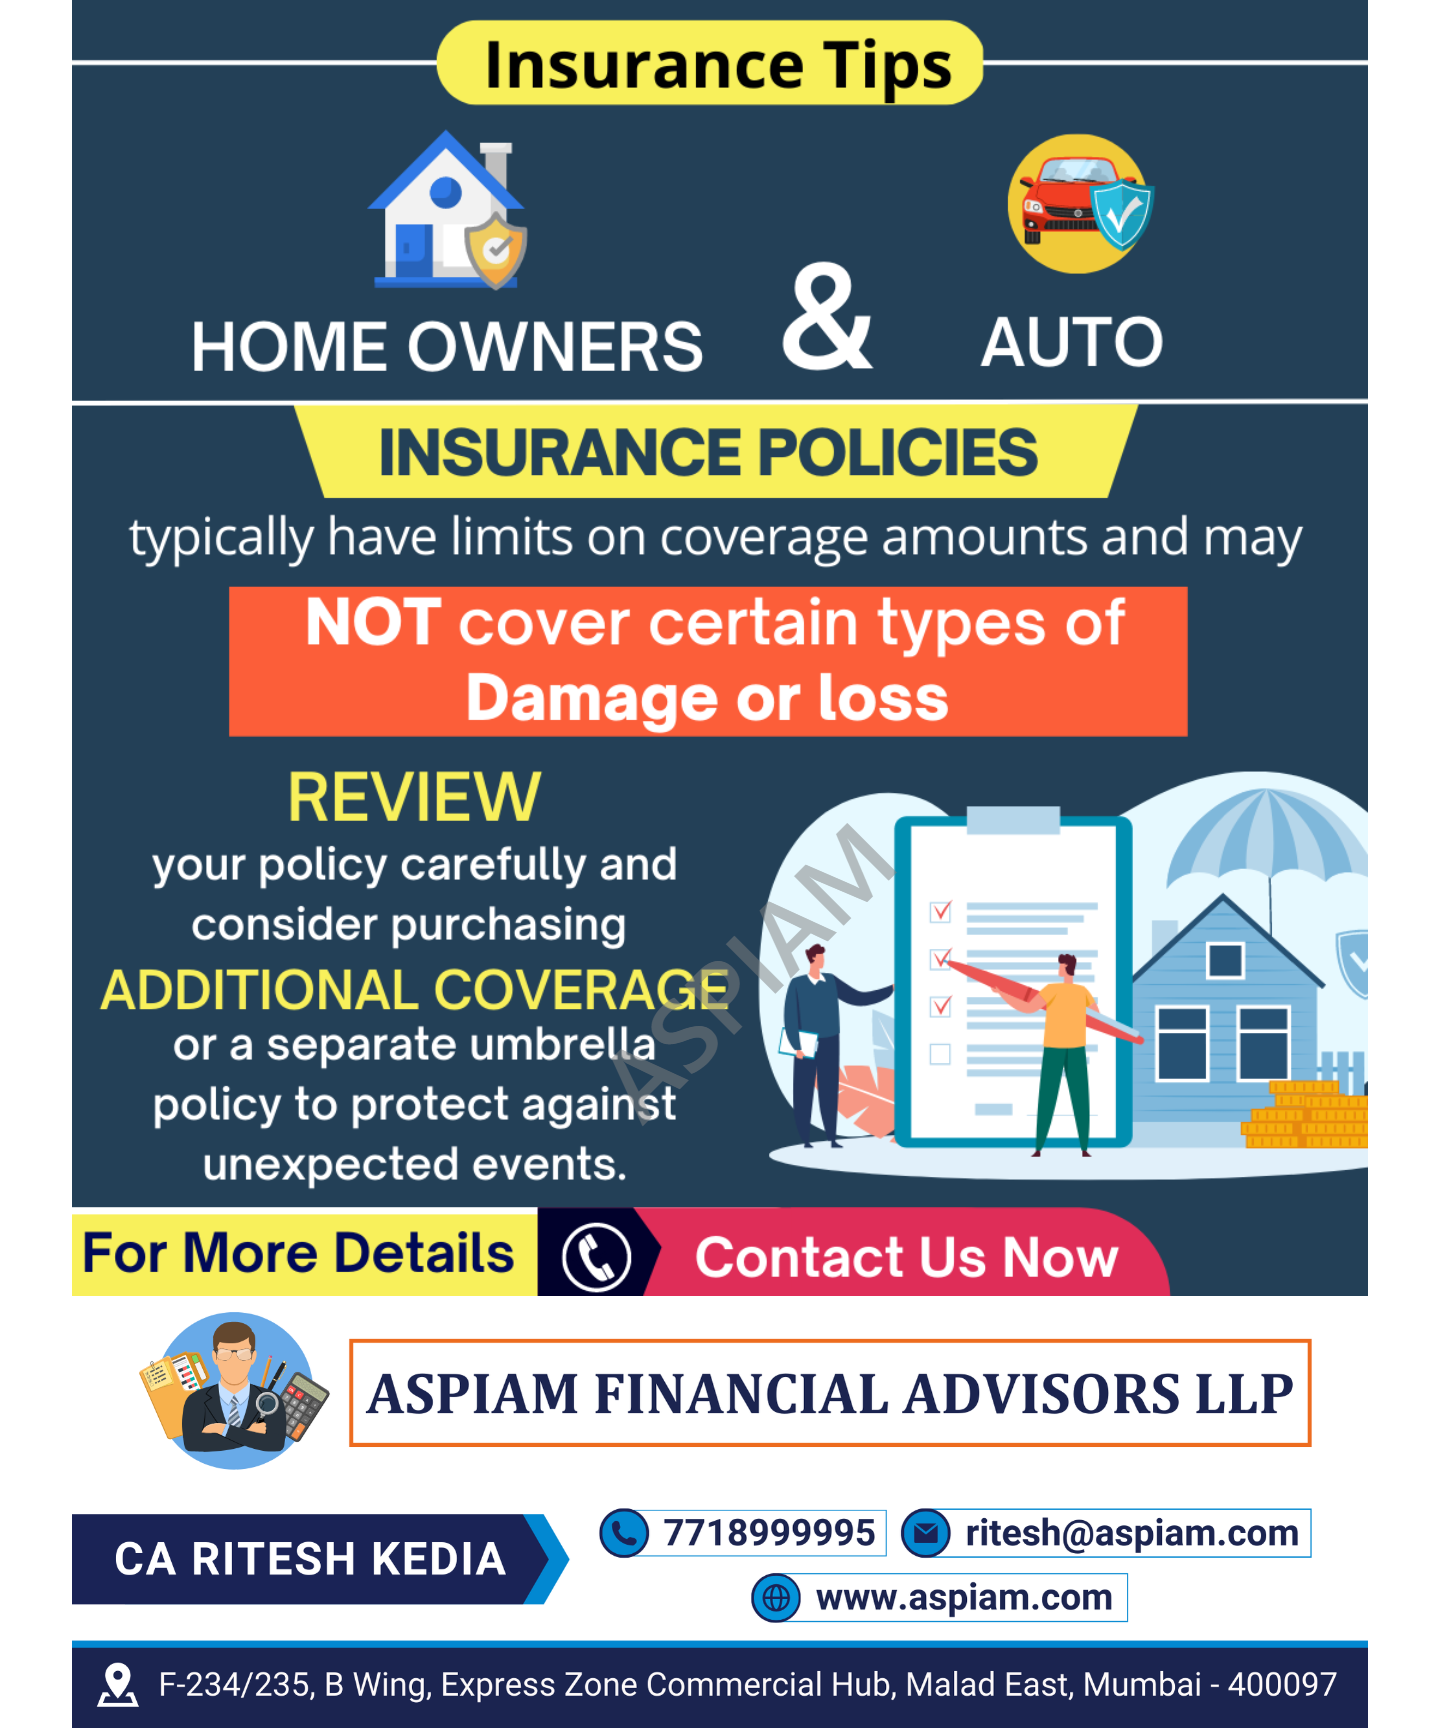 Insurance Tips
HOME OWNERS & AUTO
INSURANCE POLICIES
typically have limits on coverage amounts and may
NOT cover certain types of
Damage or loss
REVIEW
your policy carefully and
consider purchasing
ADDITIONAL COVERAGE
or a separate umbrella
policy to protect against
unexpected events.
ASPIAM
For More Details Contact Us Now
ASPIAM FINANCIAL ADVISORS LLP
CA RITESH KEDIA
7718999995 ritesh@aspiam.com
www.aspiam.com
F-234/235, B Wing, Express Zone Commercial Hub, Malad East, Mumbai - 400097